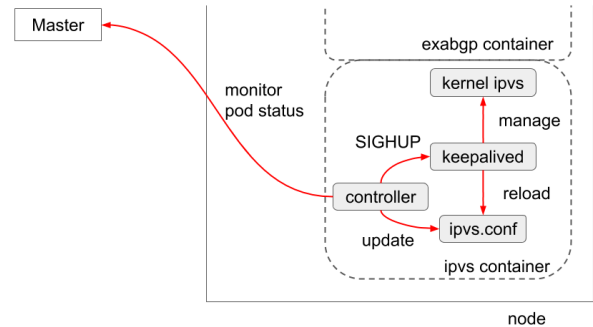 Master
exabgp container
kernel ipvs
monitor
pod status
manage
SIGHUP
keepalived
controller
reload
update
ipvs.conf
ipvs container
node